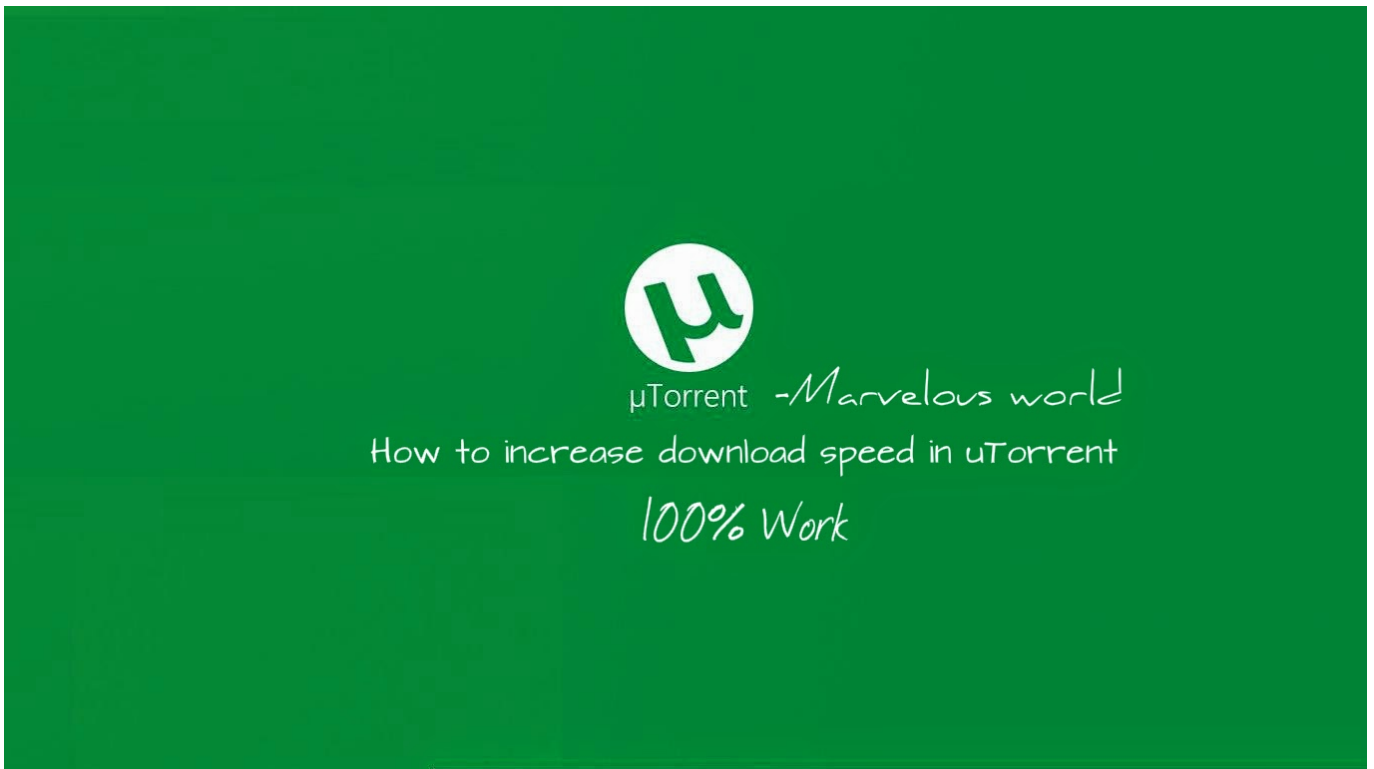 µ
µTorrent -Marvelous world
How to increase download speed in uTorrent
100% Work